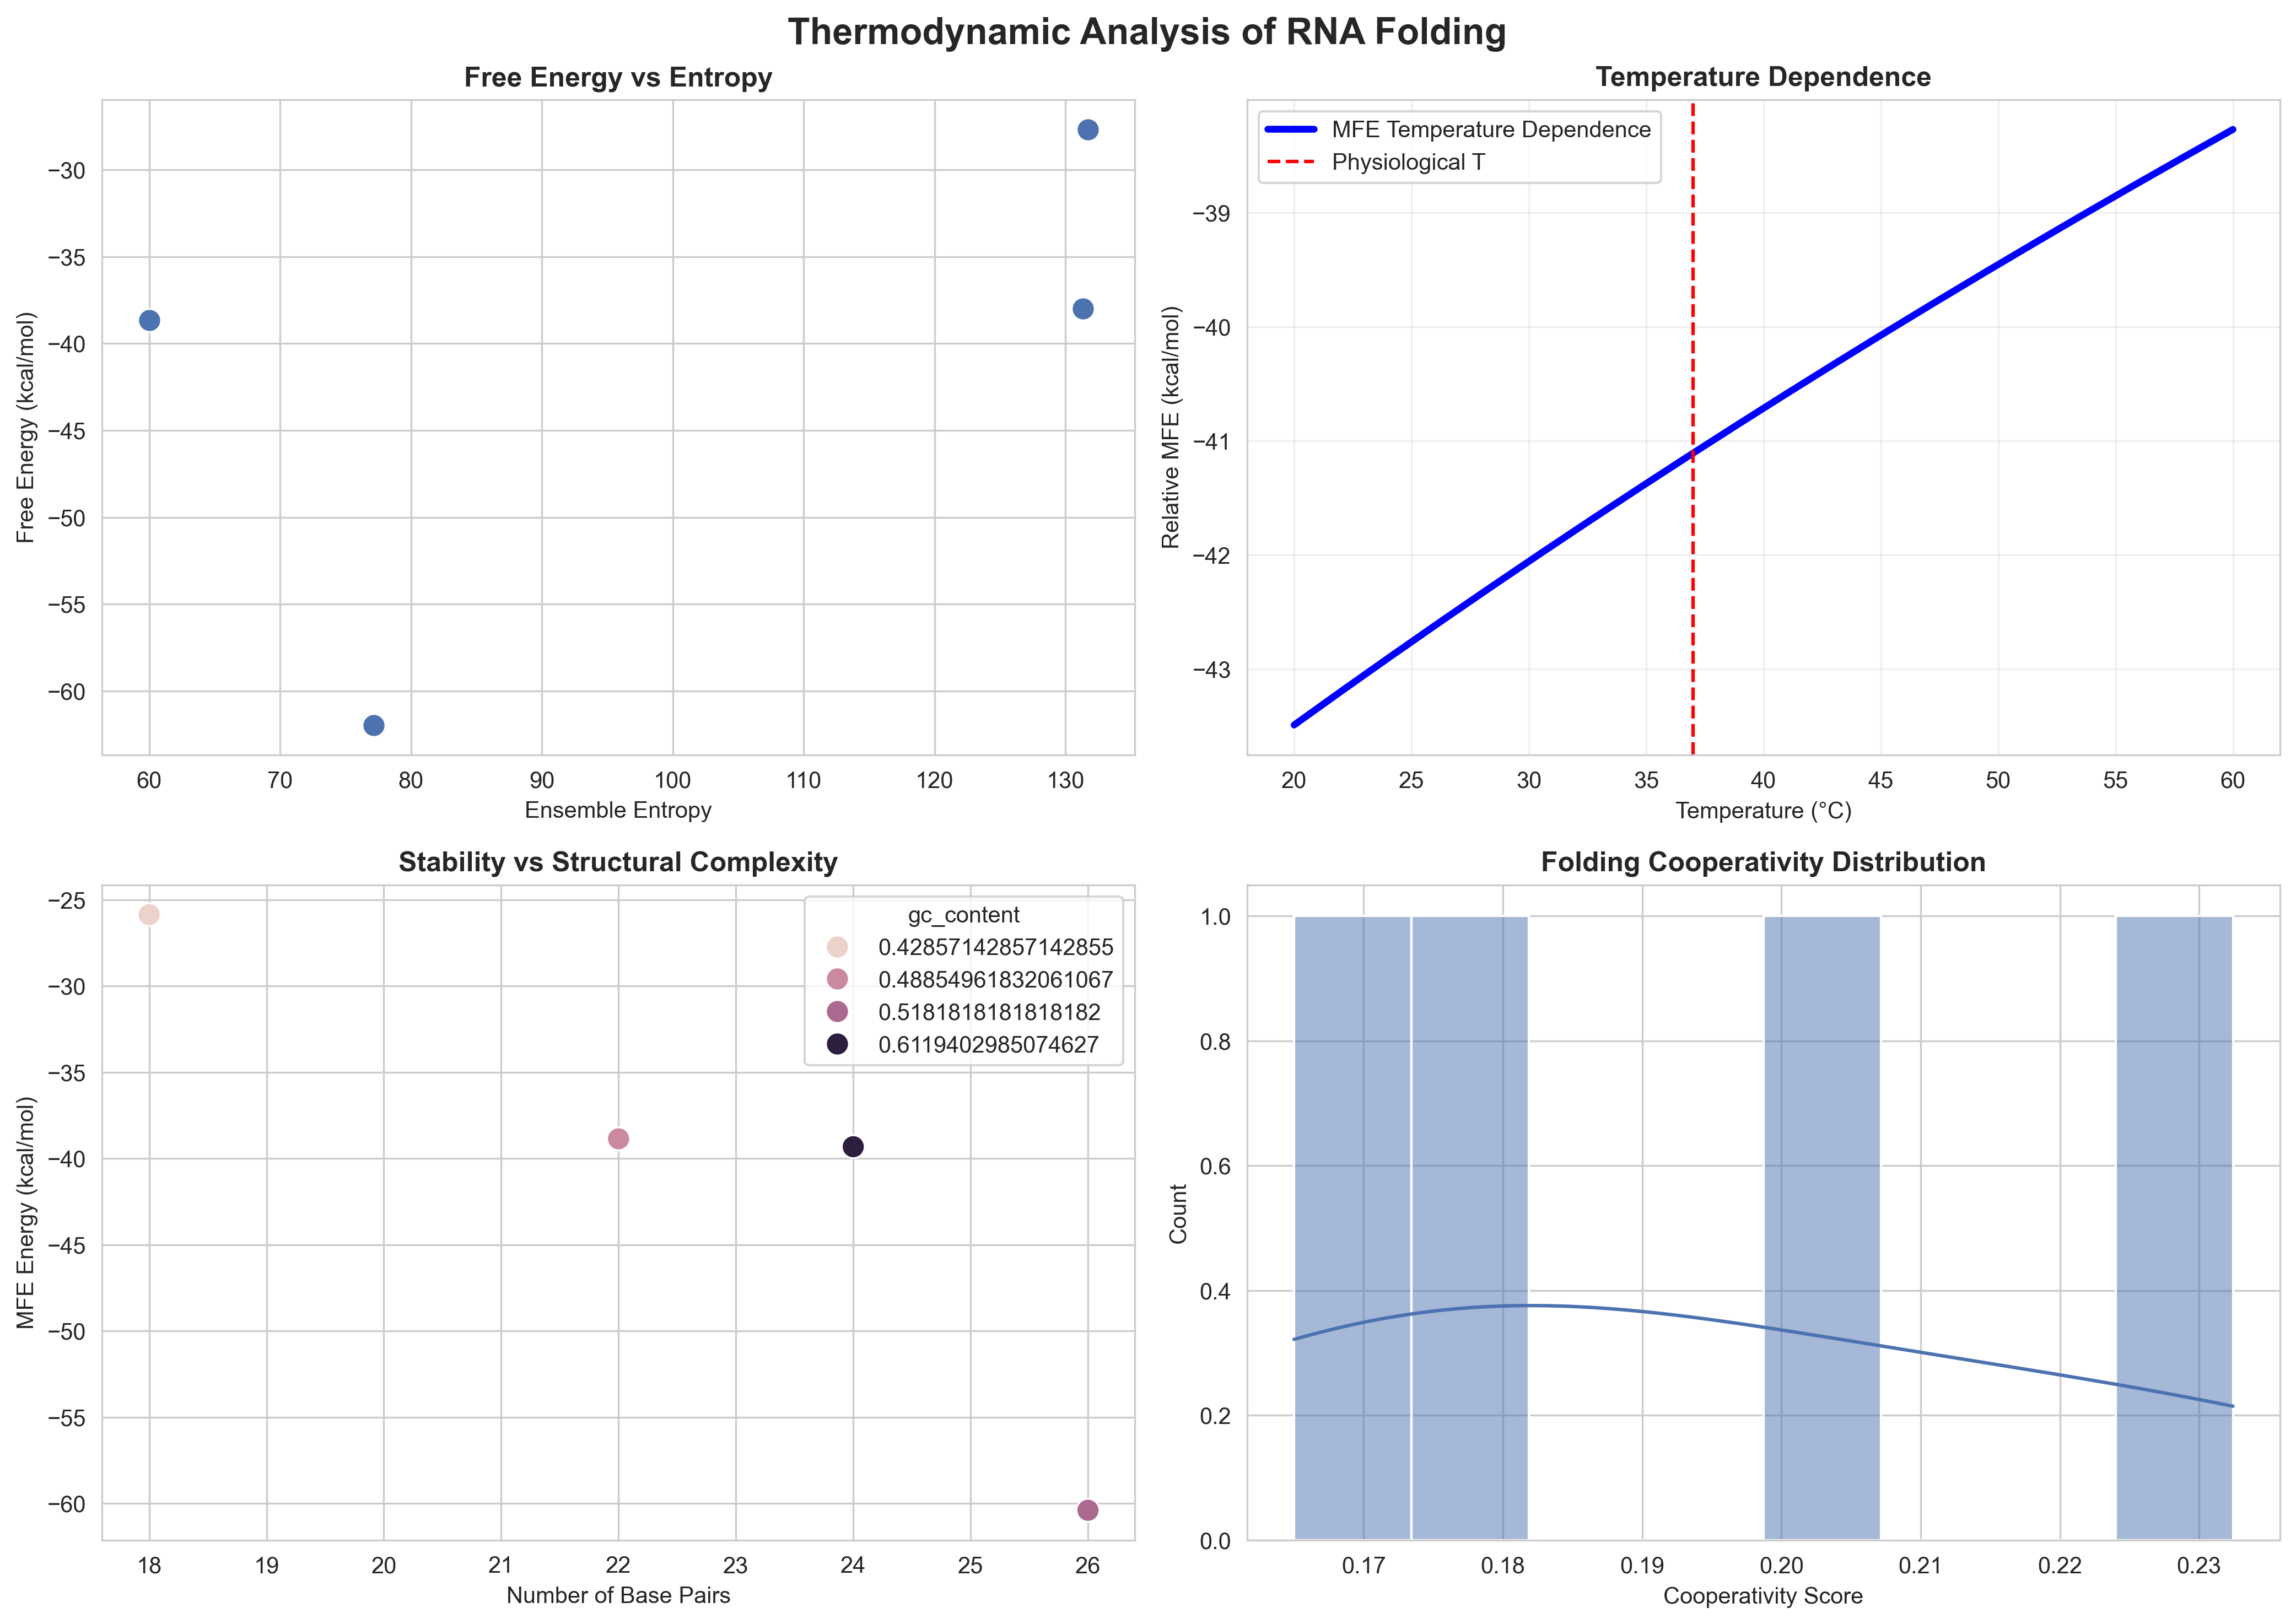 Thermodynamic Analysis of RNA Folding
Free Energy vs Entropy
Free Energy (kcal/mol)
−30
−35
−40
−45
−50
−55
−60
60 70 80 90 100 110 120 130
Ensemble Entropy
Temperature Dependence
MFE Temperature Dependence
Physiological T
Relative MFE (kcal/mol)
−39
−40
−41
−42
−43
20 25 30 35 40 45 50 55 60
Temperature (°C)
Stability vs Structural Complexity
gc_content
0.42857142857142855
0.48854961832061067
0.5181818181818182
0.6119402985074627
MFE Energy (kcal/mol)
−25
−30
−35
−40
−45
−50
−55
−60
18 19 20 21 22 23 24 25 26
Number of Base Pairs
Folding Cooperativity Distribution
Count
1.0
0.8
0.6
0.4
0.2
0.0
0.17 0.18 0.19 0.20 0.21 0.22 0.23
Cooperativity Score